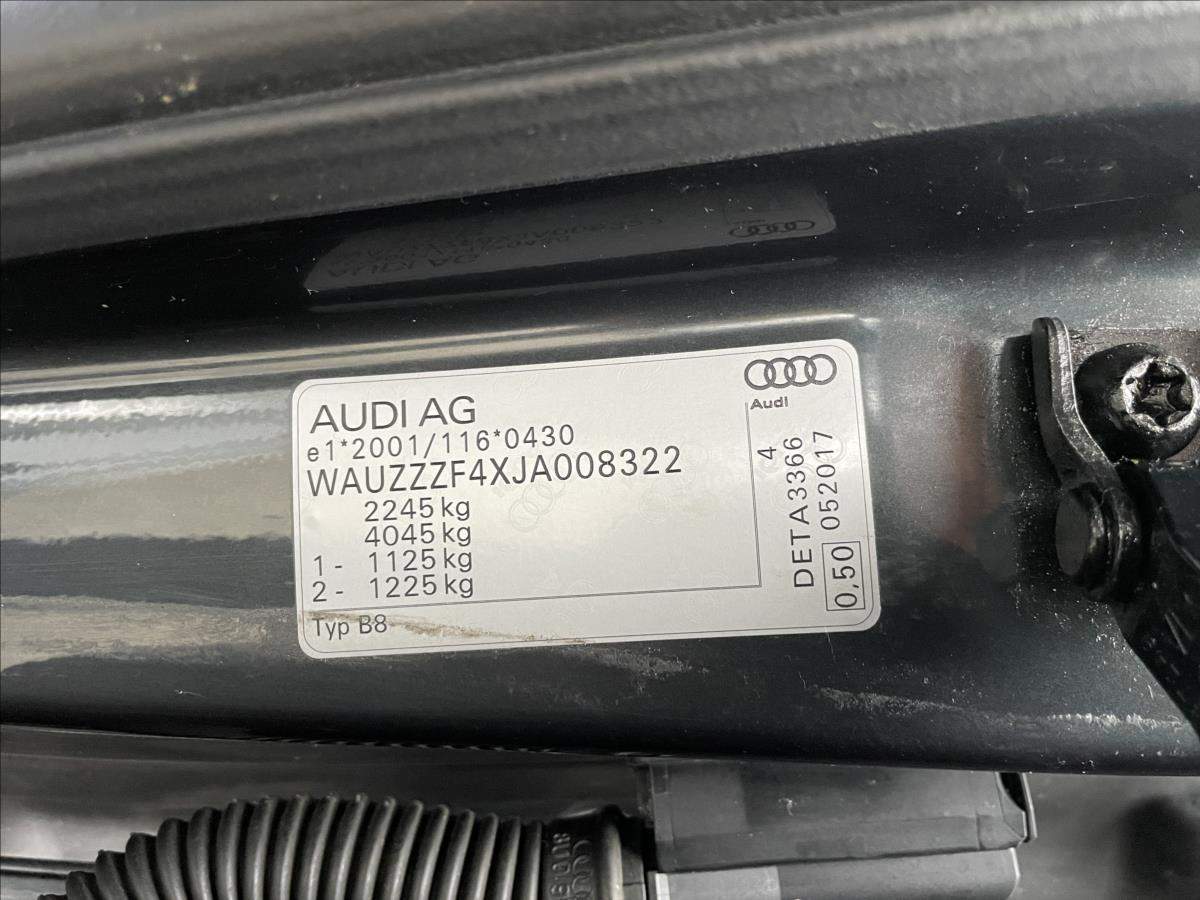 AUDI AG
e1*2001/116*0430
WAUZZZF4XJA008322
2245 kg
4045 kg
1 - 1125 kg
2 - 1225 kg
Typ B8
Audi
4
DETA3366
0,50 052017